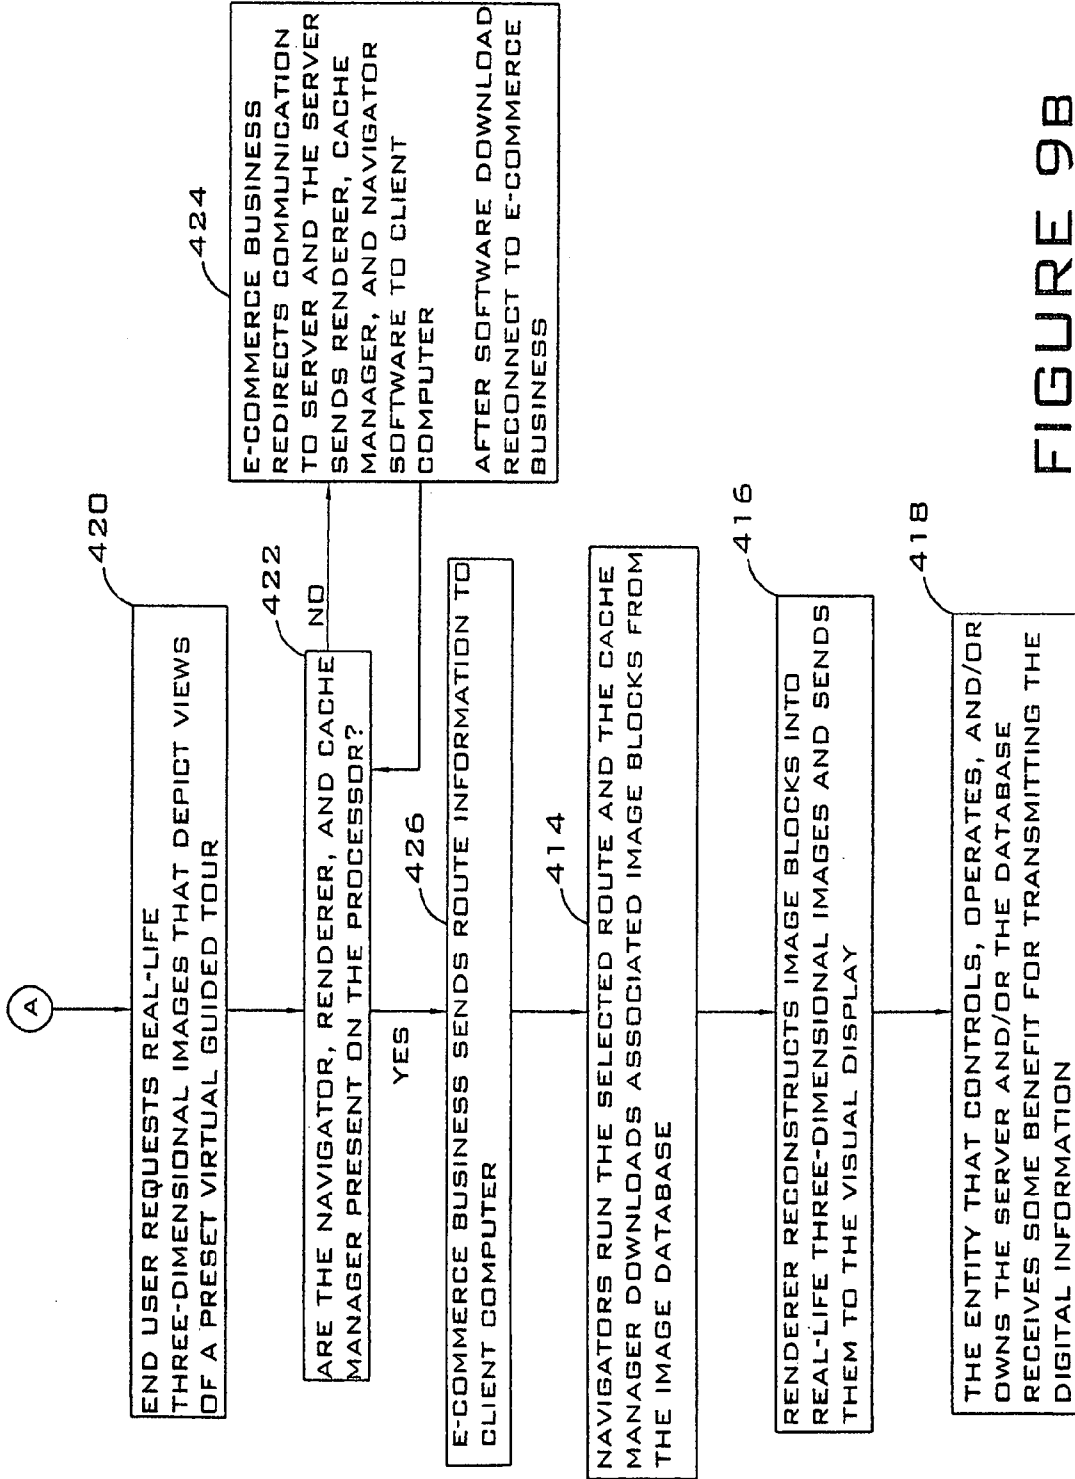 A
420
END USER REQUESTS REAL-LIFE
THREE-DIMENSIONAL IMAGES THAT DEPICT VIEWS
OF A PRESET VIRTUAL GUIDED TOUR
422
ARE THE NAVIGATOR, RENDERER, AND CACHE
MANAGER PRESENT ON THE PROCESSOR?
NO
424
E-COMMERCE BUSINESS
REDIRECTS COMMUNICATION
TO SERVER AND THE SERVER
SENDS RENDERER, CACHE
MANAGER, AND NAVIGATOR
SOFTWARE TO CLIENT
COMPUTER
AFTER SOFTWARE DOWNLOAD
RECONNECT TO E-COMMERCE
BUSINESS
YES
426
E-COMMERCE BUSINESS SENDS ROUTE INFORMATION TO
CLIENT COMPUTER
414
NAVIGATORS RUN THE SELECTED ROUTE AND THE CACHE
MANAGER DOWNLOADS ASSOCIATED IMAGE BLOCKS FROM
THE IMAGE DATABASE
416
RENDERER RECONSTRUCTS IMAGE BLOCKS INTO
REAL-LIFE THREE-DIMENSIONAL IMAGES AND SENDS
THEM TO THE VISUAL DISPLAY
418
THE ENTITY THAT CONTROLS, OPERATES, AND/OR
OWNS THE SERVER AND/OR THE DATABASE
RECEIVES SOME BENEFIT FOR TRANSMITTING THE
DIGITAL INFORMATION
FIGURE 9B